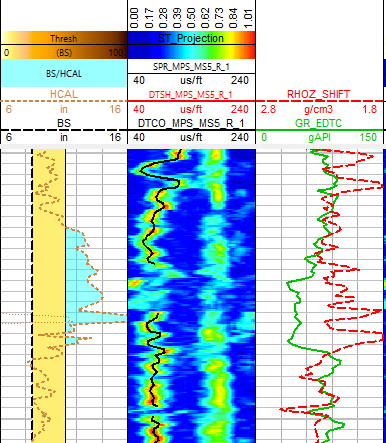 0.00 0.17 0.28 0.39 0.50 0.62 0.73 0.84 1.01
Thresh
0 (BS) 100
ST_Projection
BS/HCAL
SPR_MPS_MS5_R_1
40 us/ft 240
HCAL
6 in 16
DTSH_MPS_MS5_R_1
40 us/ft 240
RHOZ_SHIFT
2.8 g/cm3 1.8
BS
6 in 16
DTCO_MPS_MS5_R_1
40 us/ft 240
GR_EDTC
0 gAPI 150